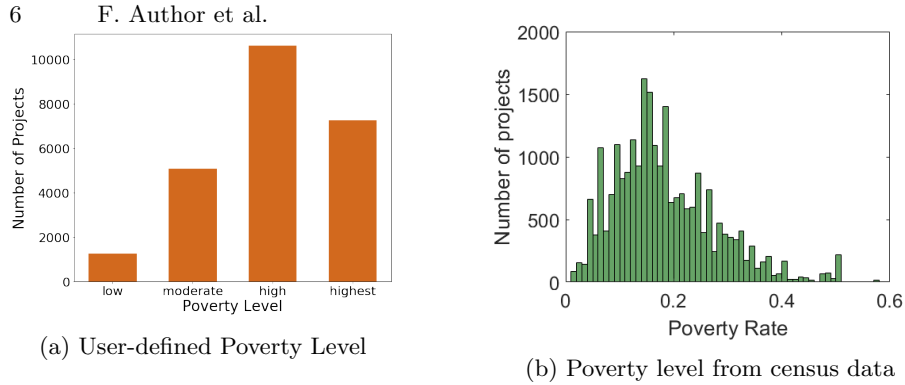 6 F. Author et al.
Number of Projects
10000
8000
6000
4000
2000
0
low moderate high highest
Poverty Level
(a) User-defined Poverty Level
Number of projects
2000
1500
1000
500
0
0 0.2 0.4 0.6
Poverty Rate
(b) Poverty level from census data